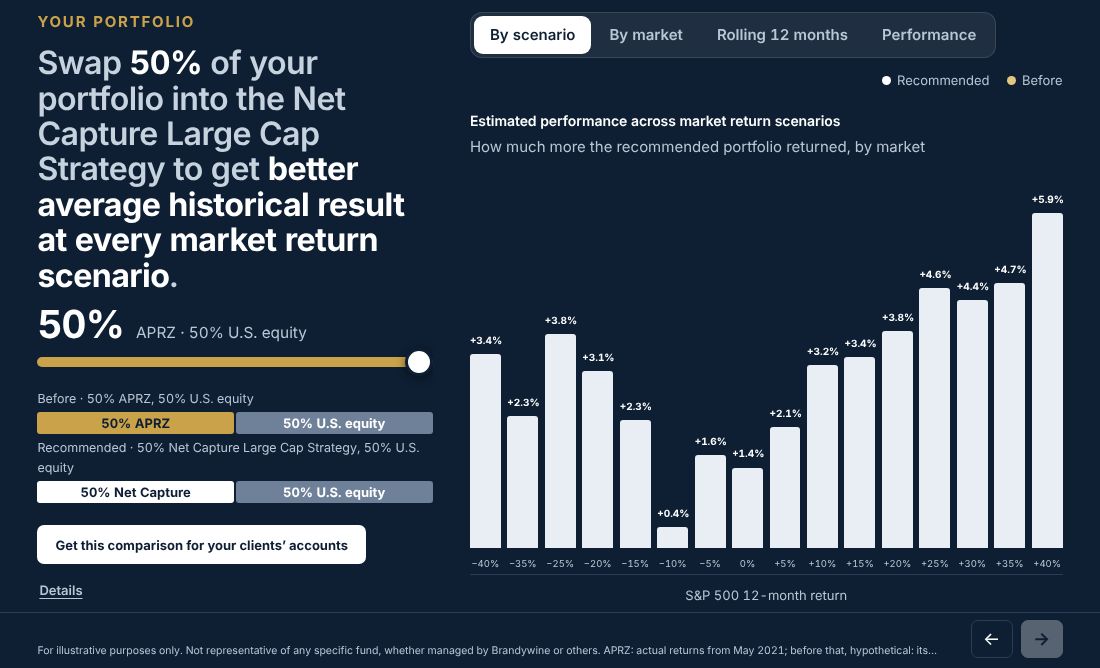 YOUR PORTFOLIO
Swap 50% of your
portfolio into the Net
Capture Large Cap
Strategy to get better
average historical result
at every market return
scenario.
50% APRZ · 50% U.S. equity
Before · 50% APRZ, 50% U.S. equity
50% APRZ 50% U.S. equity
Recommended · 50% Net Capture Large Cap Strategy, 50% U.S.
equity
50% Net Capture 50% U.S. equity
Get this comparison for your clients’ accounts
Details
By scenario By market Rolling 12 months Performance
Recommended Before
Estimated performance across market return scenarios
How much more the recommended portfolio returned, by market
+3.4% +2.3% +3.8% +3.1% +2.3% +0.4% +1.6% +1.4% +2.1% +3.2% +3.4% +3.8% +4.6% +4.4% +4.7% +5.9%
−40% −35% −25% −20% −15% −10% −5% 0% +5% +10% +15% +20% +25% +30% +35% +40%
S&P 500 12-month return
For illustrative purposes only. Not representative of any specific fund, whether managed by Brandywine or others. APRZ: actual returns from May 2021; before that, hypothetical: its…